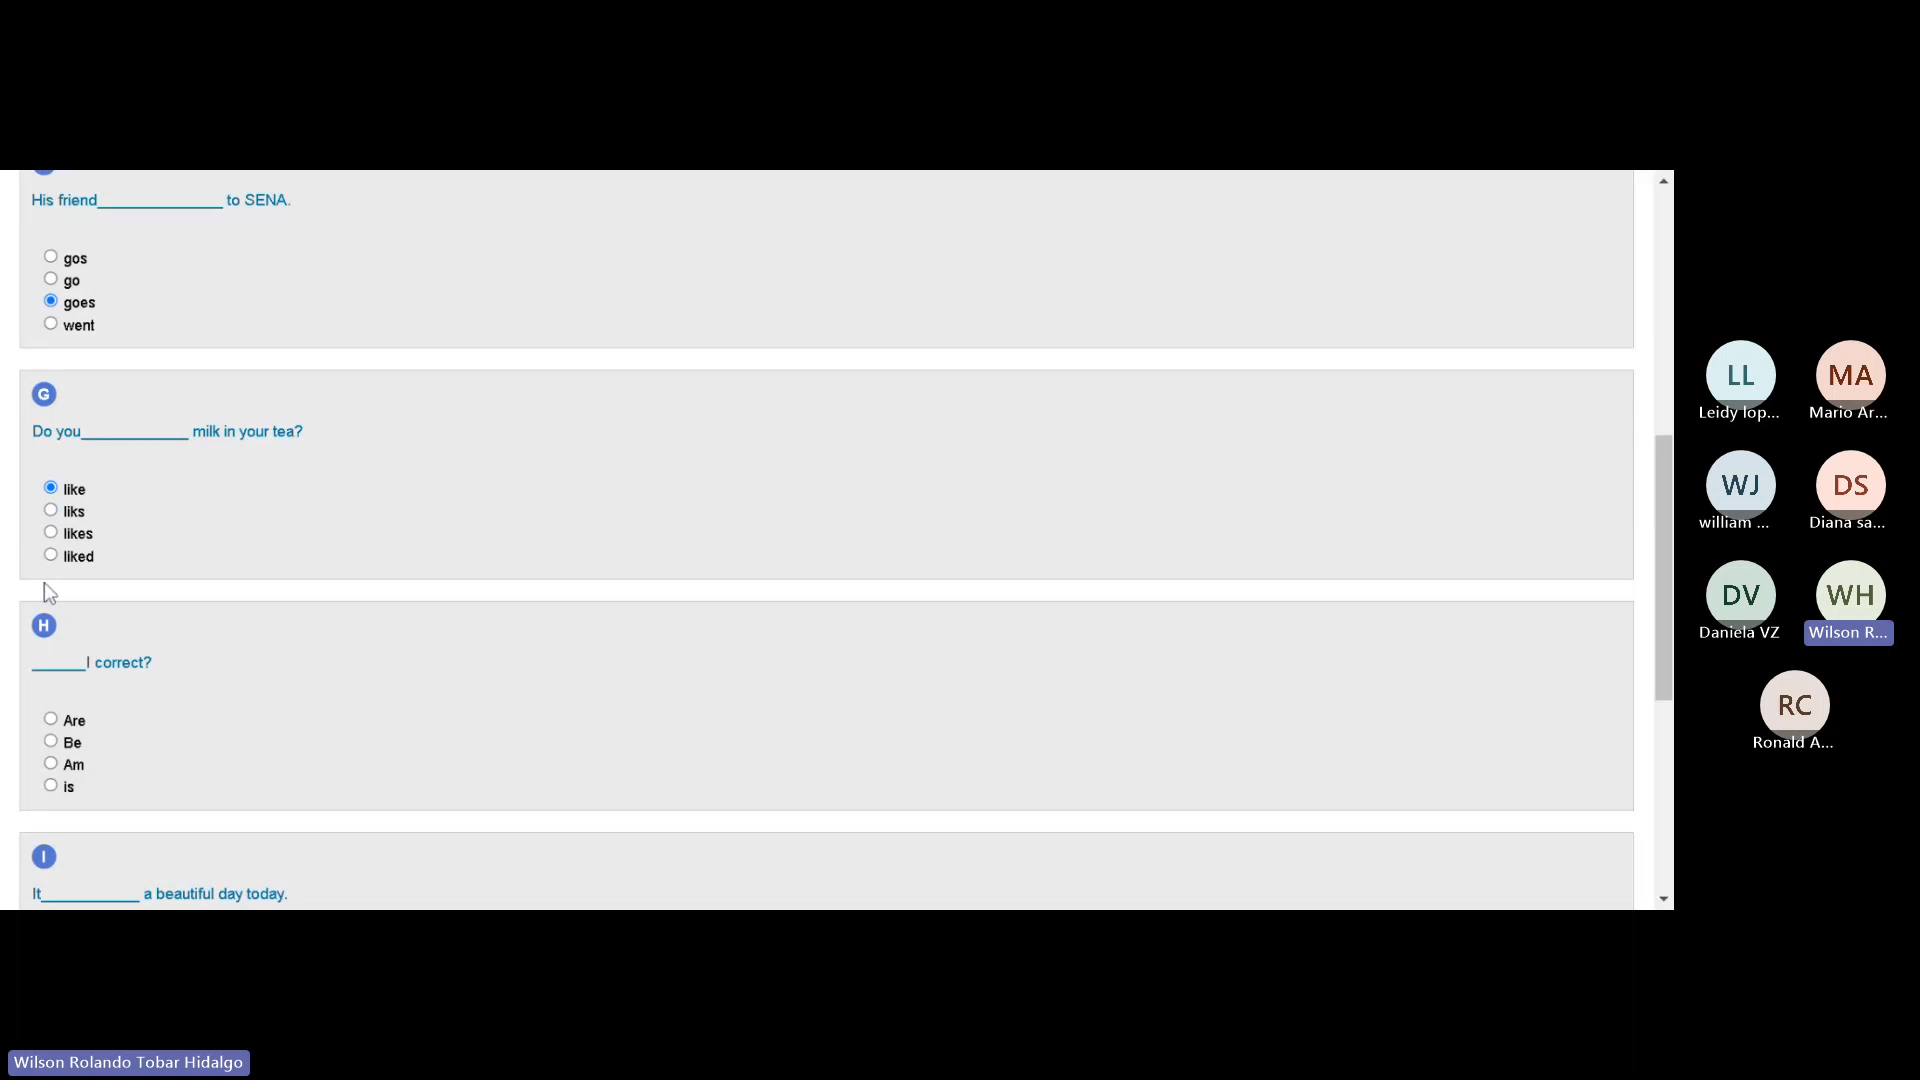 His friend_______________ to SENA.
gos
go
goes
went
G
Do you_____________ milk in your tea?
like
liks
likes
liked
H
______I correct?
Are
Be
Am
is
I
It____________ a beautiful day today.
LL
Leidy lop...
MA
Mario Ar...
WJ
william ...
DS
Diana sa...
DV
Daniela VZ
WH
Wilson R...
RC
Ronald A...
Wilson Rolando Tobar Hidalgo